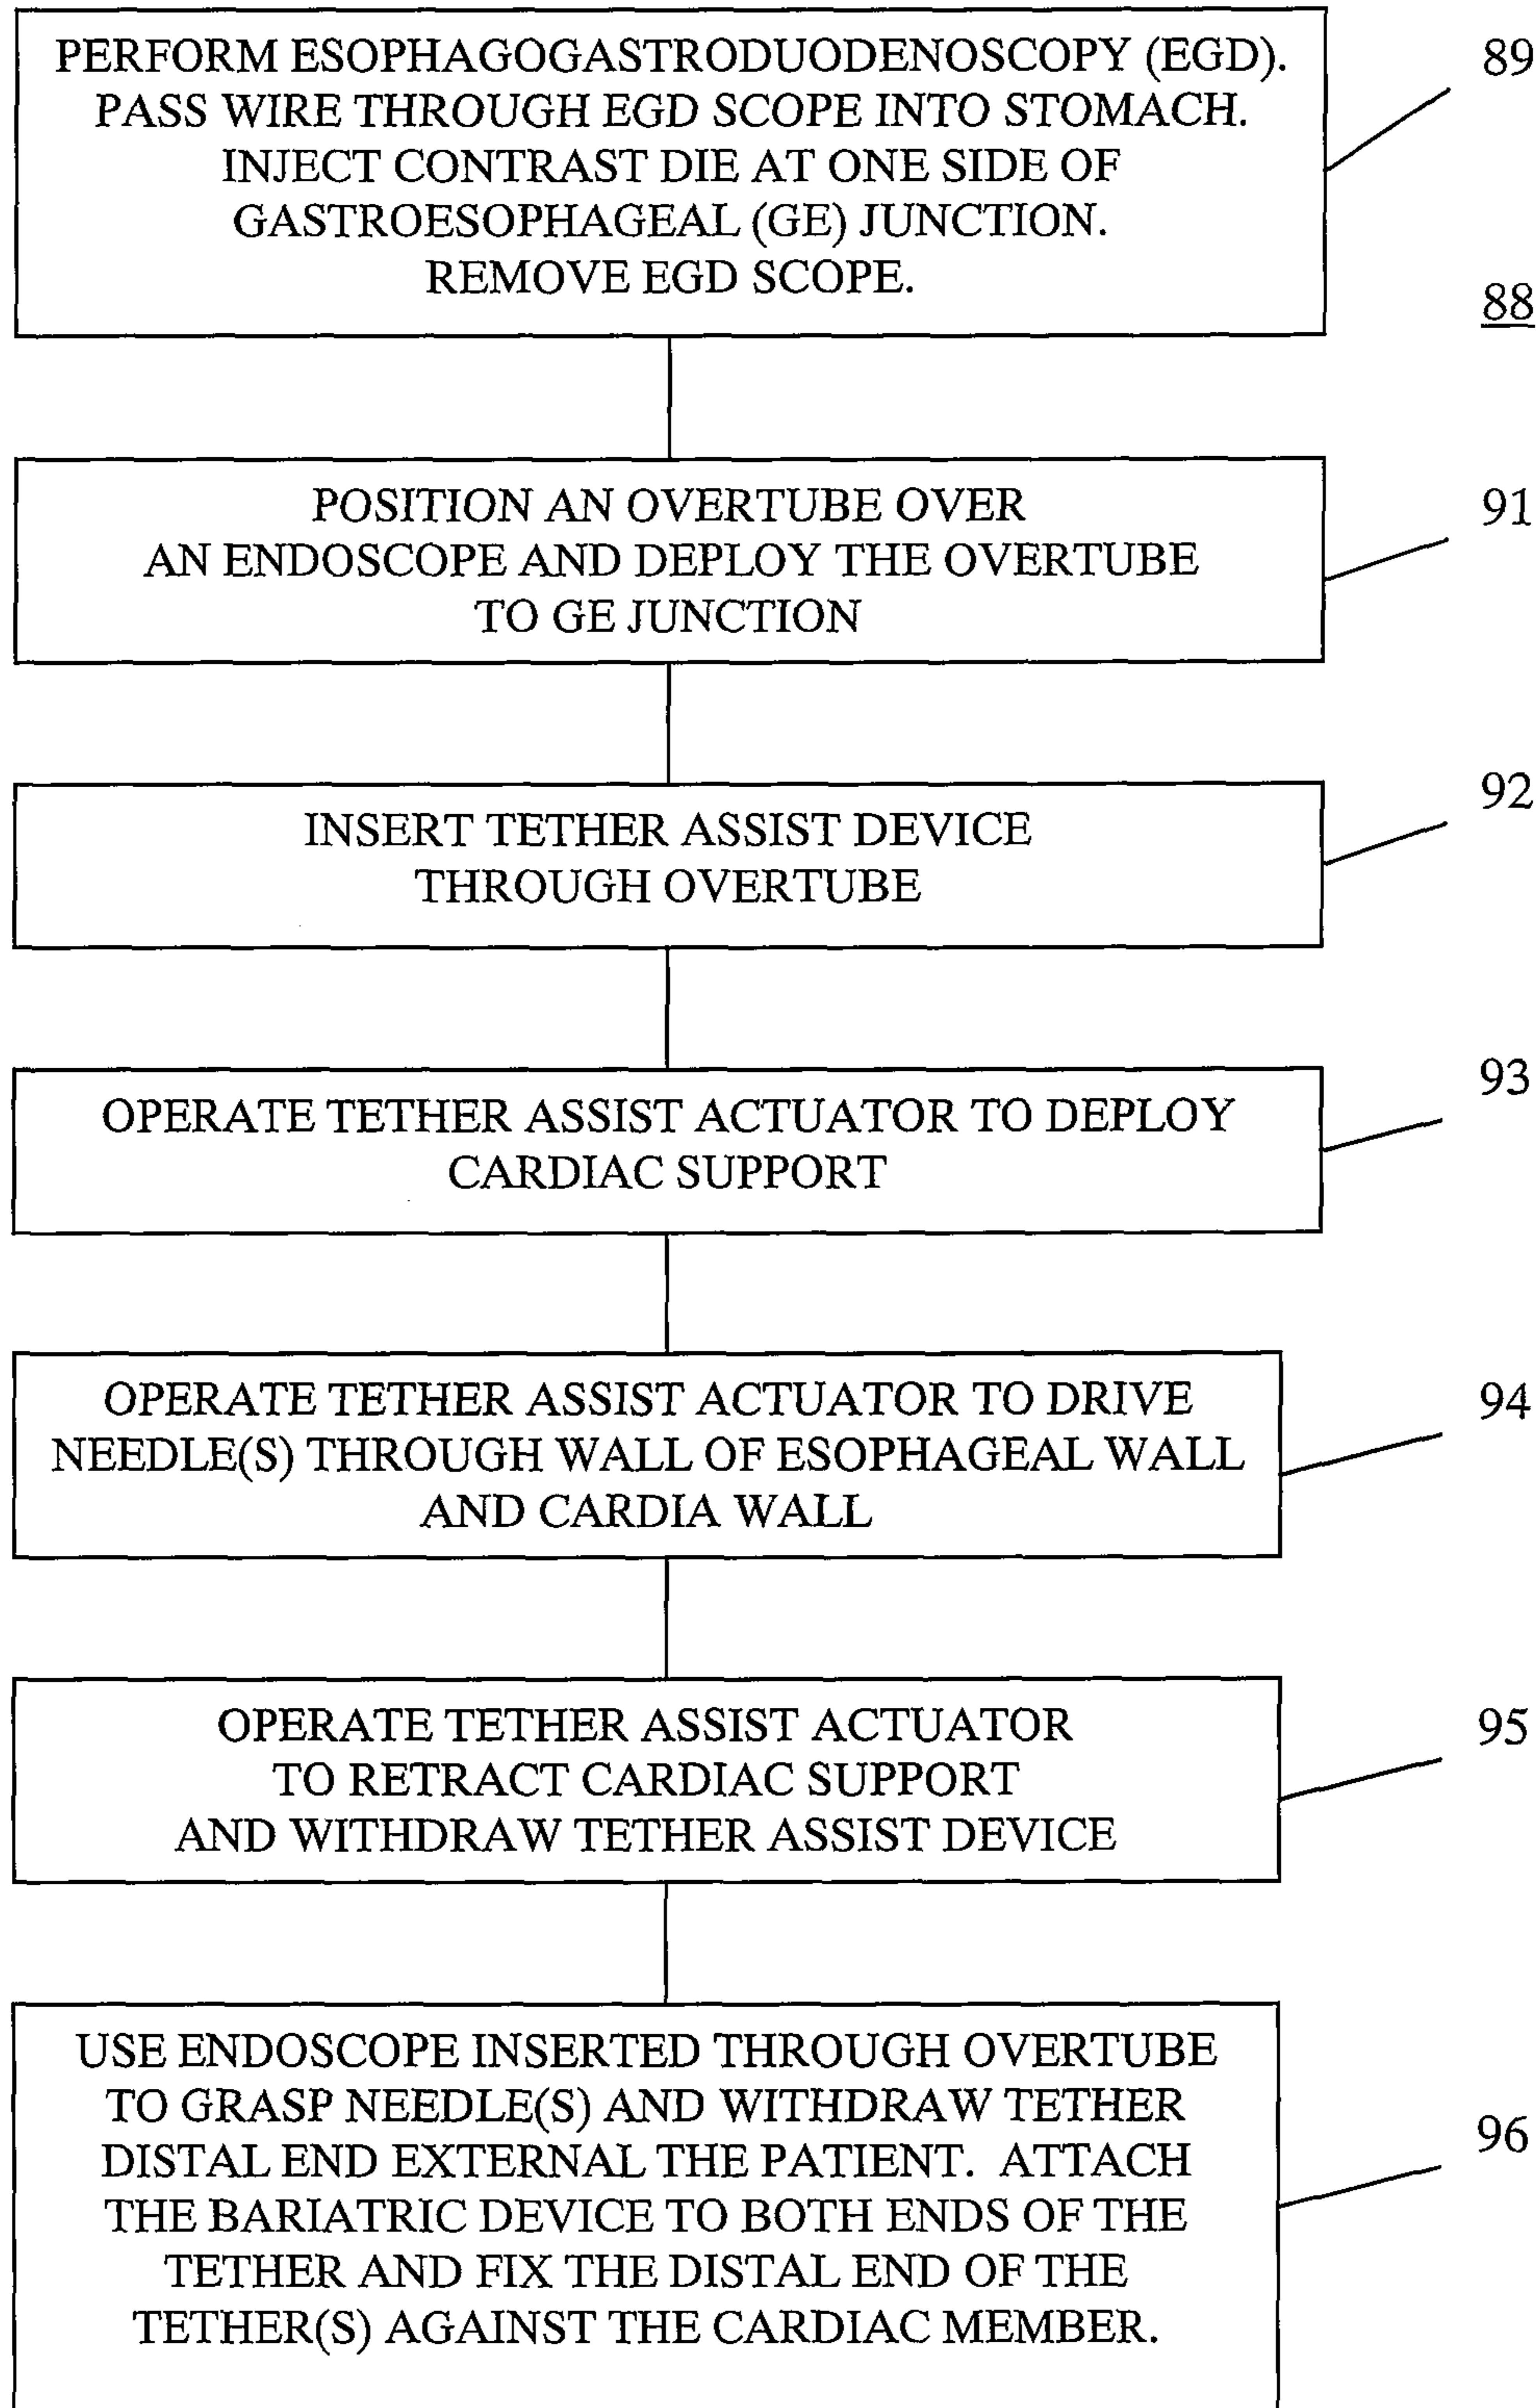 PERFORM ESOPHAGOGASTRODUODENOSCOPY (EGD).
PASS WIRE THROUGH EGD SCOPE INTO STOMACH.
INJECT CONTRAST DIE AT ONE SIDE OF
GASTROESOPHAGEAL (GE) JUNCTION.
REMOVE EGD SCOPE.
89
88
POSITION AN OVERTUBE OVER
AN ENDOSCOPE AND DEPLOY THE OVERTUBE
TO GE JUNCTION
91
INSERT TETHER ASSIST DEVICE
THROUGH OVERTUBE
92
OPERATE TETHER ASSIST ACTUATOR TO DEPLOY
CARDIAC SUPPORT
93
OPERATE TETHER ASSIST ACTUATOR TO DRIVE
NEEDLE(S) THROUGH WALL OF ESOPHAGEAL WALL
AND CARDIA WALL
94
OPERATE TETHER ASSIST ACTUATOR
TO RETRACT CARDIAC SUPPORT
AND WITHDRAW TETHER ASSIST DEVICE
95
USE ENDOSCOPE INSERTED THROUGH OVERTUBE
TO GRASP NEEDLE(S) AND WITHDRAW TETHER
DISTAL END EXTERNAL THE PATIENT. ATTACH
THE BARIATRIC DEVICE TO BOTH ENDS OF THE
TETHER AND FIX THE DISTAL END OF THE
TETHER(S) AGAINST THE CARDIAC MEMBER.
96